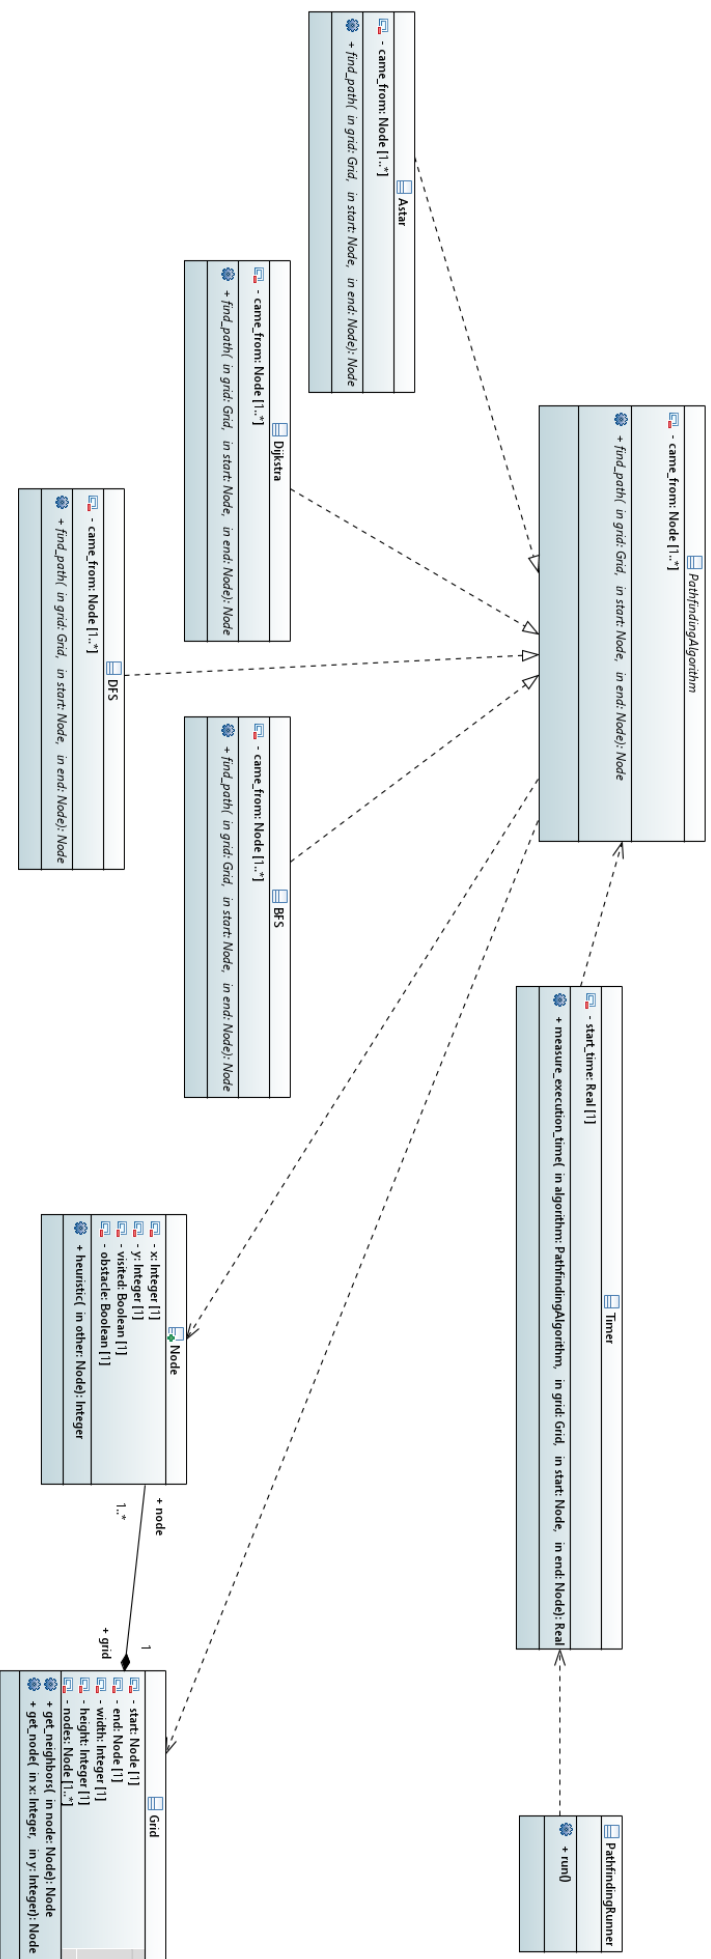 PathfindingAlgorithm
- came_from: Node [1..*]
+ find_path( in grid: Grid, in start: Node, in end: Node): Node
Timer
- start_time: Real [1]
+ measure_execution_time( in algorithm: PathfindingAlgorithm, in grid: Grid, in start: Node, in end: Node): Real
PathfindingRunner
+ run()
Astar
- came_from: Node [1..*]
+ find_path( in grid: Grid, in start: Node, in end: Node): Node
Dijkstra
- came_from: Node [1..*]
+ find_path( in grid: Grid, in start: Node, in end: Node): Node
BFS
- came_from: Node [1..*]
+ find_path( in grid: Grid, in start: Node, in end: Node): Node
DFS
- came_from: Node [1..*]
+ find_path( in grid: Grid, in start: Node, in end: Node): Node
Node
- x: Integer [1]
- y: Integer [1]
- visited: Boolean [1]
- obstacle: Boolean [1]
+ heuristic( in other: Node): Integer
+ node
1..*
1
+ grid
Grid
- start: Node [1]
- end: Node [1]
- width: Integer [1]
- height: Integer [1]
- nodes: Node [1..*]
+ get_neighbors( in node: Node): Node
+ get_node( in x: Integer, in y: Integer): Node